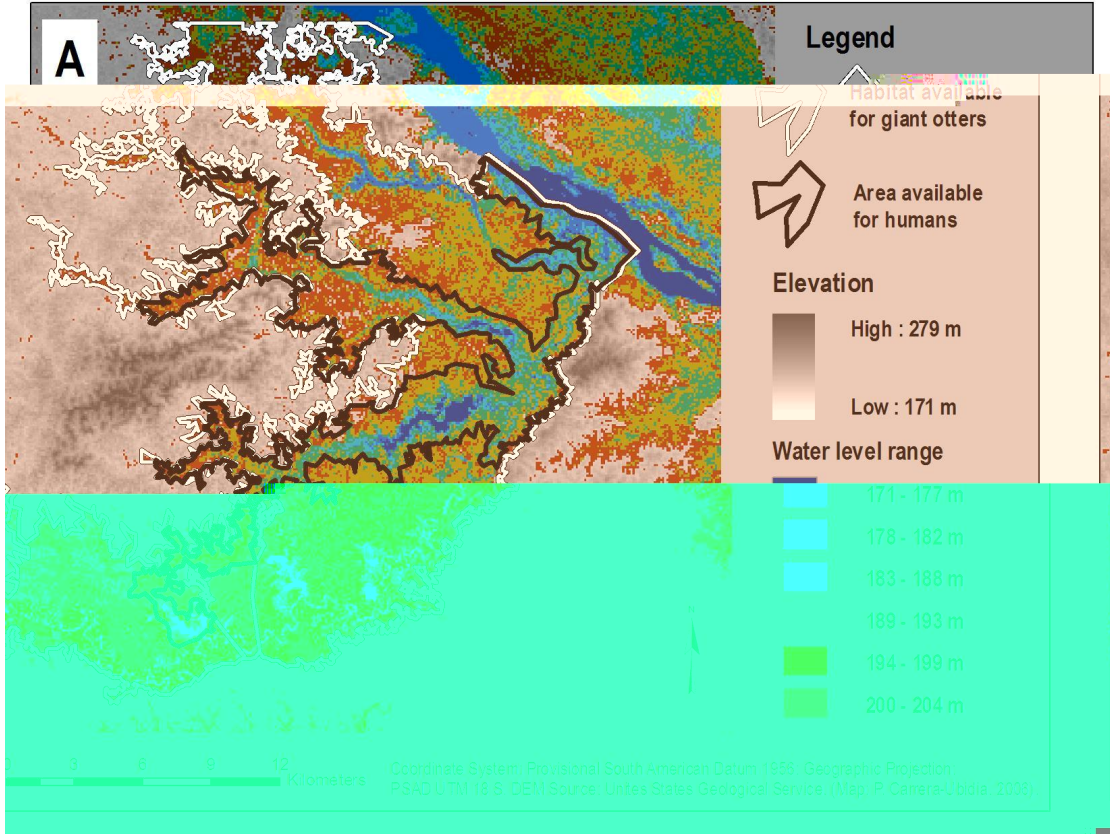 A
Legend
Habitat available
for giant otters
Area available
for humans
Elevation
High : 279 m
Low : 171 m
Water level range
171 - 177 m
178 - 182 m
183 - 188 m
189 - 193 m
194 - 199 m
200 - 204 m
3 6 9 12
Kilometers
Coordinate System: Provisional South American Datum 1956, Geographic Projection
PSAD UTM 18 S. DEM Source: Unites States Geological Service. (Map: P. Carrera-Ubidia, 2006)